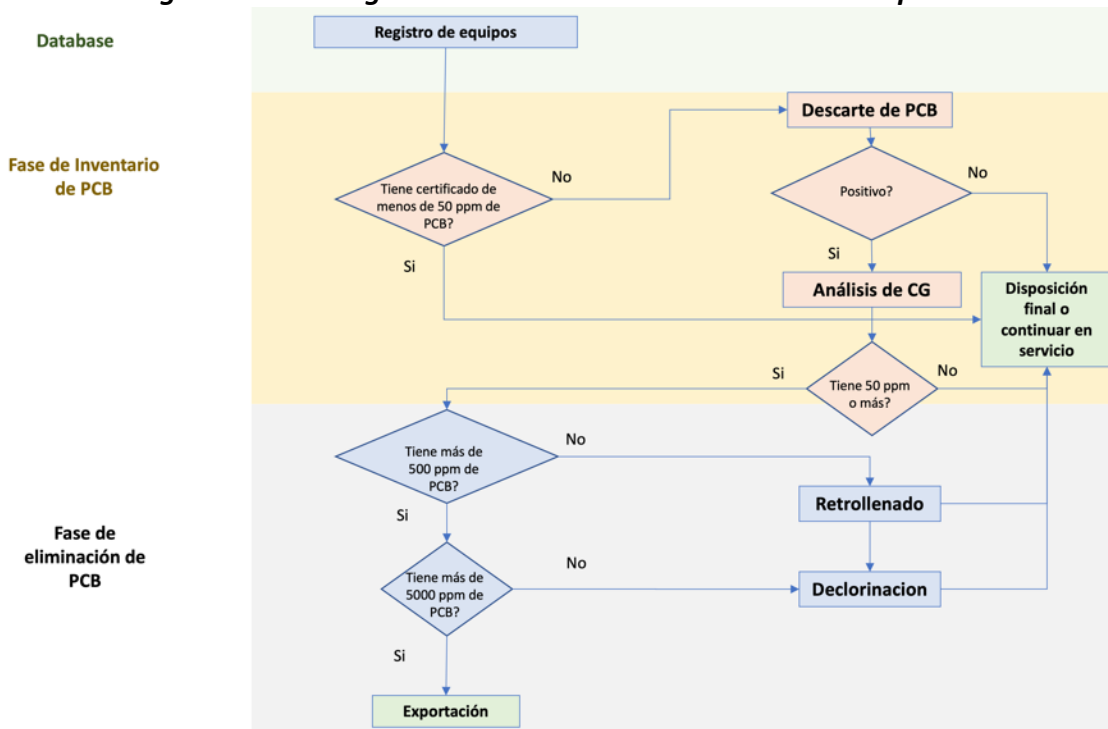 Database
Registro de equipos
Fase de Inventario
de PCB
Descarte de PCB
Tiene certificado de
menos de 50 ppm de
PCB?
No
Positivo?
No
Si
Si
Análisis de CG
Disposición
final o
continuar en
servicio
Si
Tiene 50 ppm
o más?
No
Tiene más de
500 ppm de
PCB?
No
Si
Retrollenado
Fase de
eliminación de
PCB
Tiene más de
5000 ppm de
PCB?
No
Declorinacion
Si
Exportación